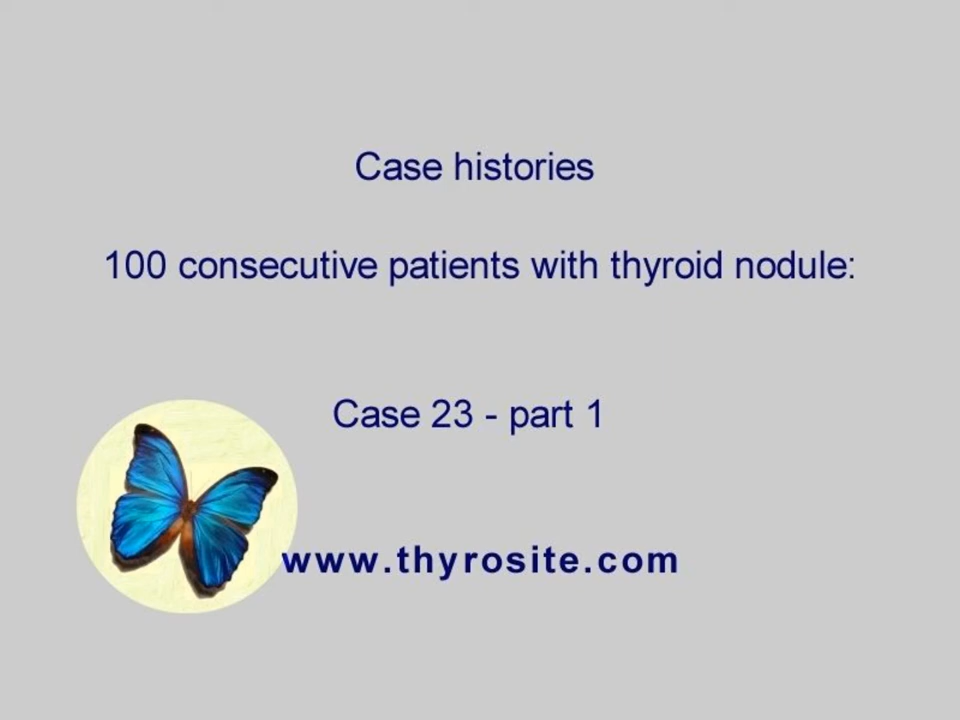 Case histories
100 consecutive patients with thyroid nodule:
Case 23 - part 1
www.thyrosite.com